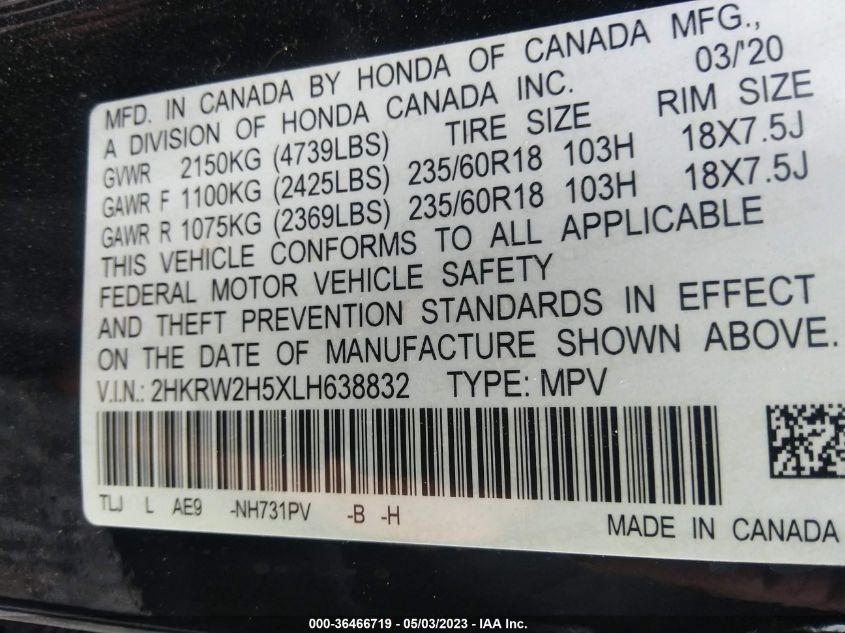 MFD. IN CANADA BY HONDA OF CANADA MFG.,
A DIVISION OF HONDA CANADA INC. 03/'20
GVWR 2150KG (4739LBS) TIRE SIZE RIM SIZE
GAWR F 1100KG (2425LBS) 235/60R18 103H 18X7.5J
GAWR R 1075KG (2369LBS) 235/60R18 103H 18X7.5J
THIS VEHICLE CONFORMS TO ALL APPLICABLE
FEDERAL MOTOR VEHICLE SAFETY
AND THEFT PREVENTION STANDARDS IN EFFECT
ON THE DATE OF MANUFACTURE SHOWN ABOVE.
V.I.N.: 2HKRW2H5XLH638832 TYPE: MPV
TLJ L AE9 -NH731PV -B -H
MADE IN CANADA
000-36466719 - 05/03/2023 - IAA Inc.